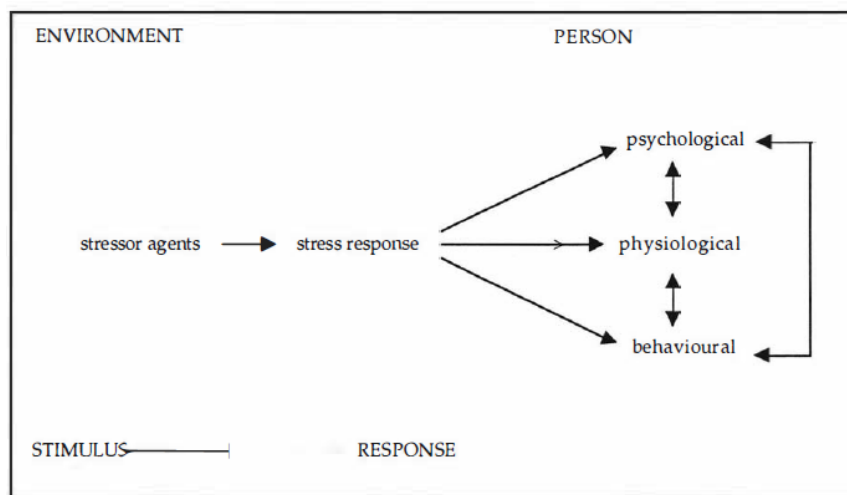 ENVIRONMENT PERSON
psychological
stressor agents stress response physiological
behavioural
STIMULUS RESPONSE